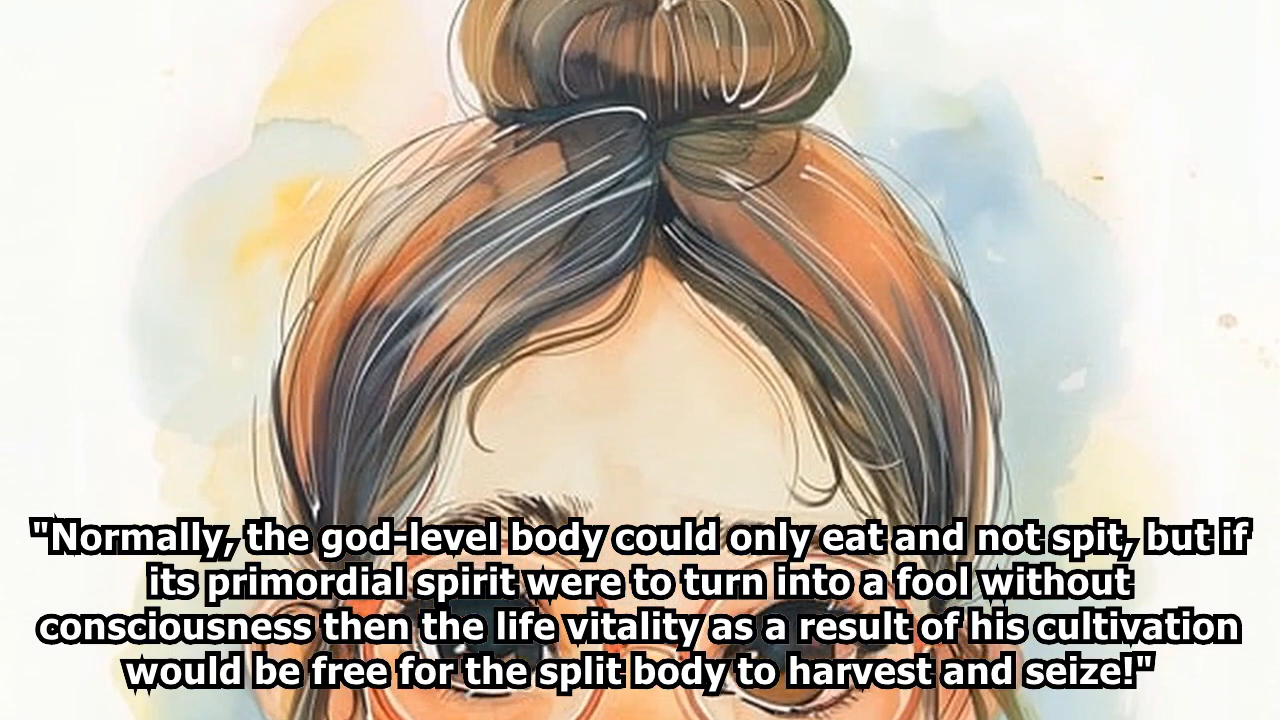 "Normally, the god-level body could only eat and not spit, but if
its primordial spirit were to turn into a fool without
consciousness then the life vitality as a result of his cultivation
would be free for the split body to harvest and seize!"